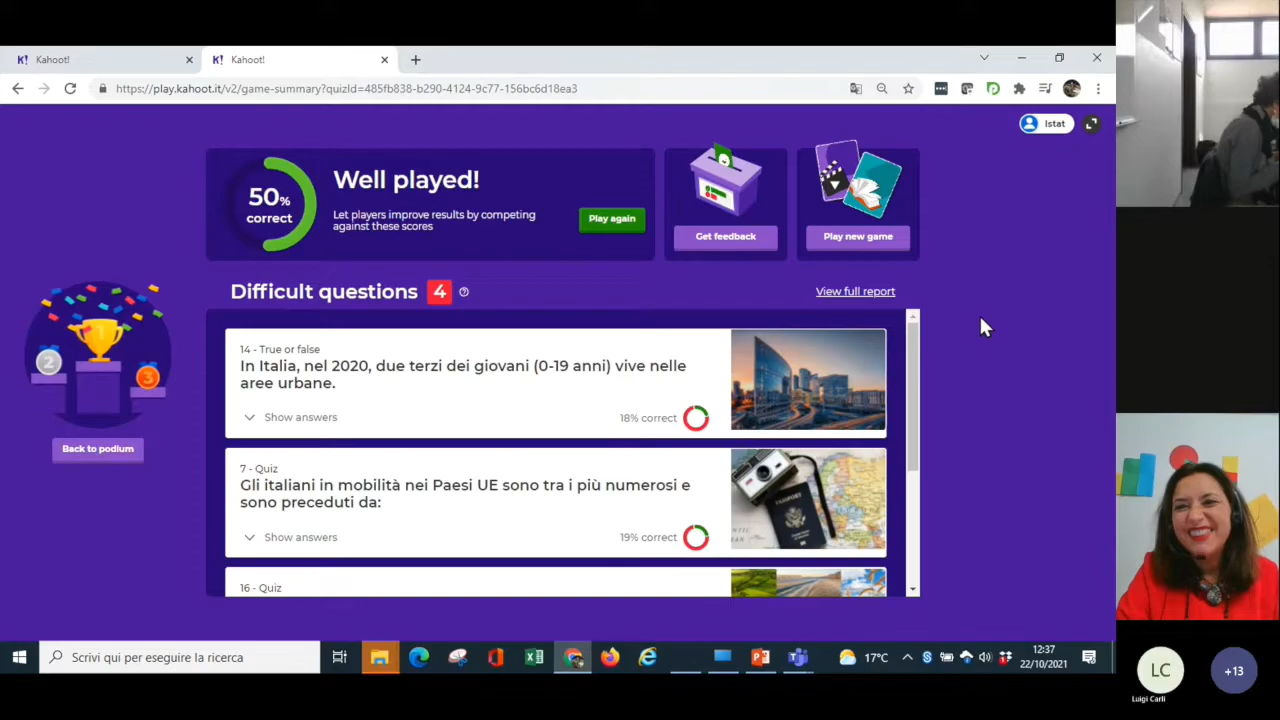 K! Kahoot!
K! Kahoot!
https://play.kahoot.it/v2/game-summary?quizId=485fb838-b290-4124-9c77-156bc6d18ea3
Istat
50% correct
Well played!
Let players improve results by competing
against these scores
Play again
Get feedback
Play new game
Difficult questions 4
View full report
1
2
3
Back to podium
14 - True or false
In Italia, nel 2020, due terzi dei giovani (0-19 anni) vive nelle
aree urbane.
Show answers
18% correct
7 - Quiz
Gli italiani in mobilità nei Paesi UE sono tra i più numerosi e
sono preceduti da:
Show answers
19% correct
PASSPORT
16 - Quiz
Scrivi qui per eseguire la ricerca
17°C
12:37
22/10/2021
LC
Luigi Carli
+13